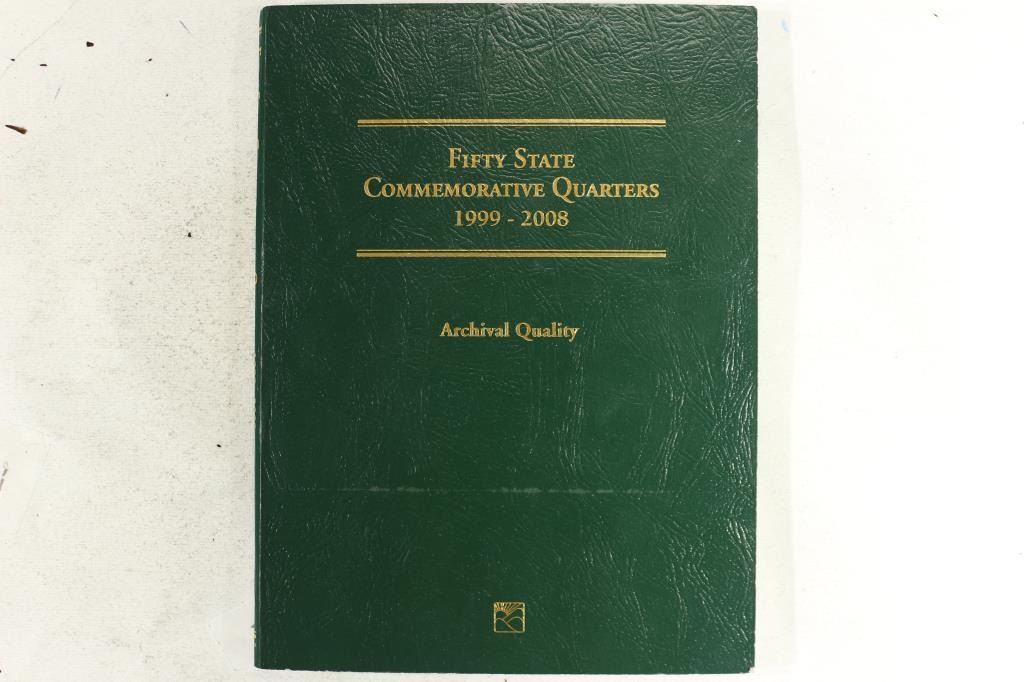 Fifty State
Commemorative Quarters
1999 - 2008
Archival Quality